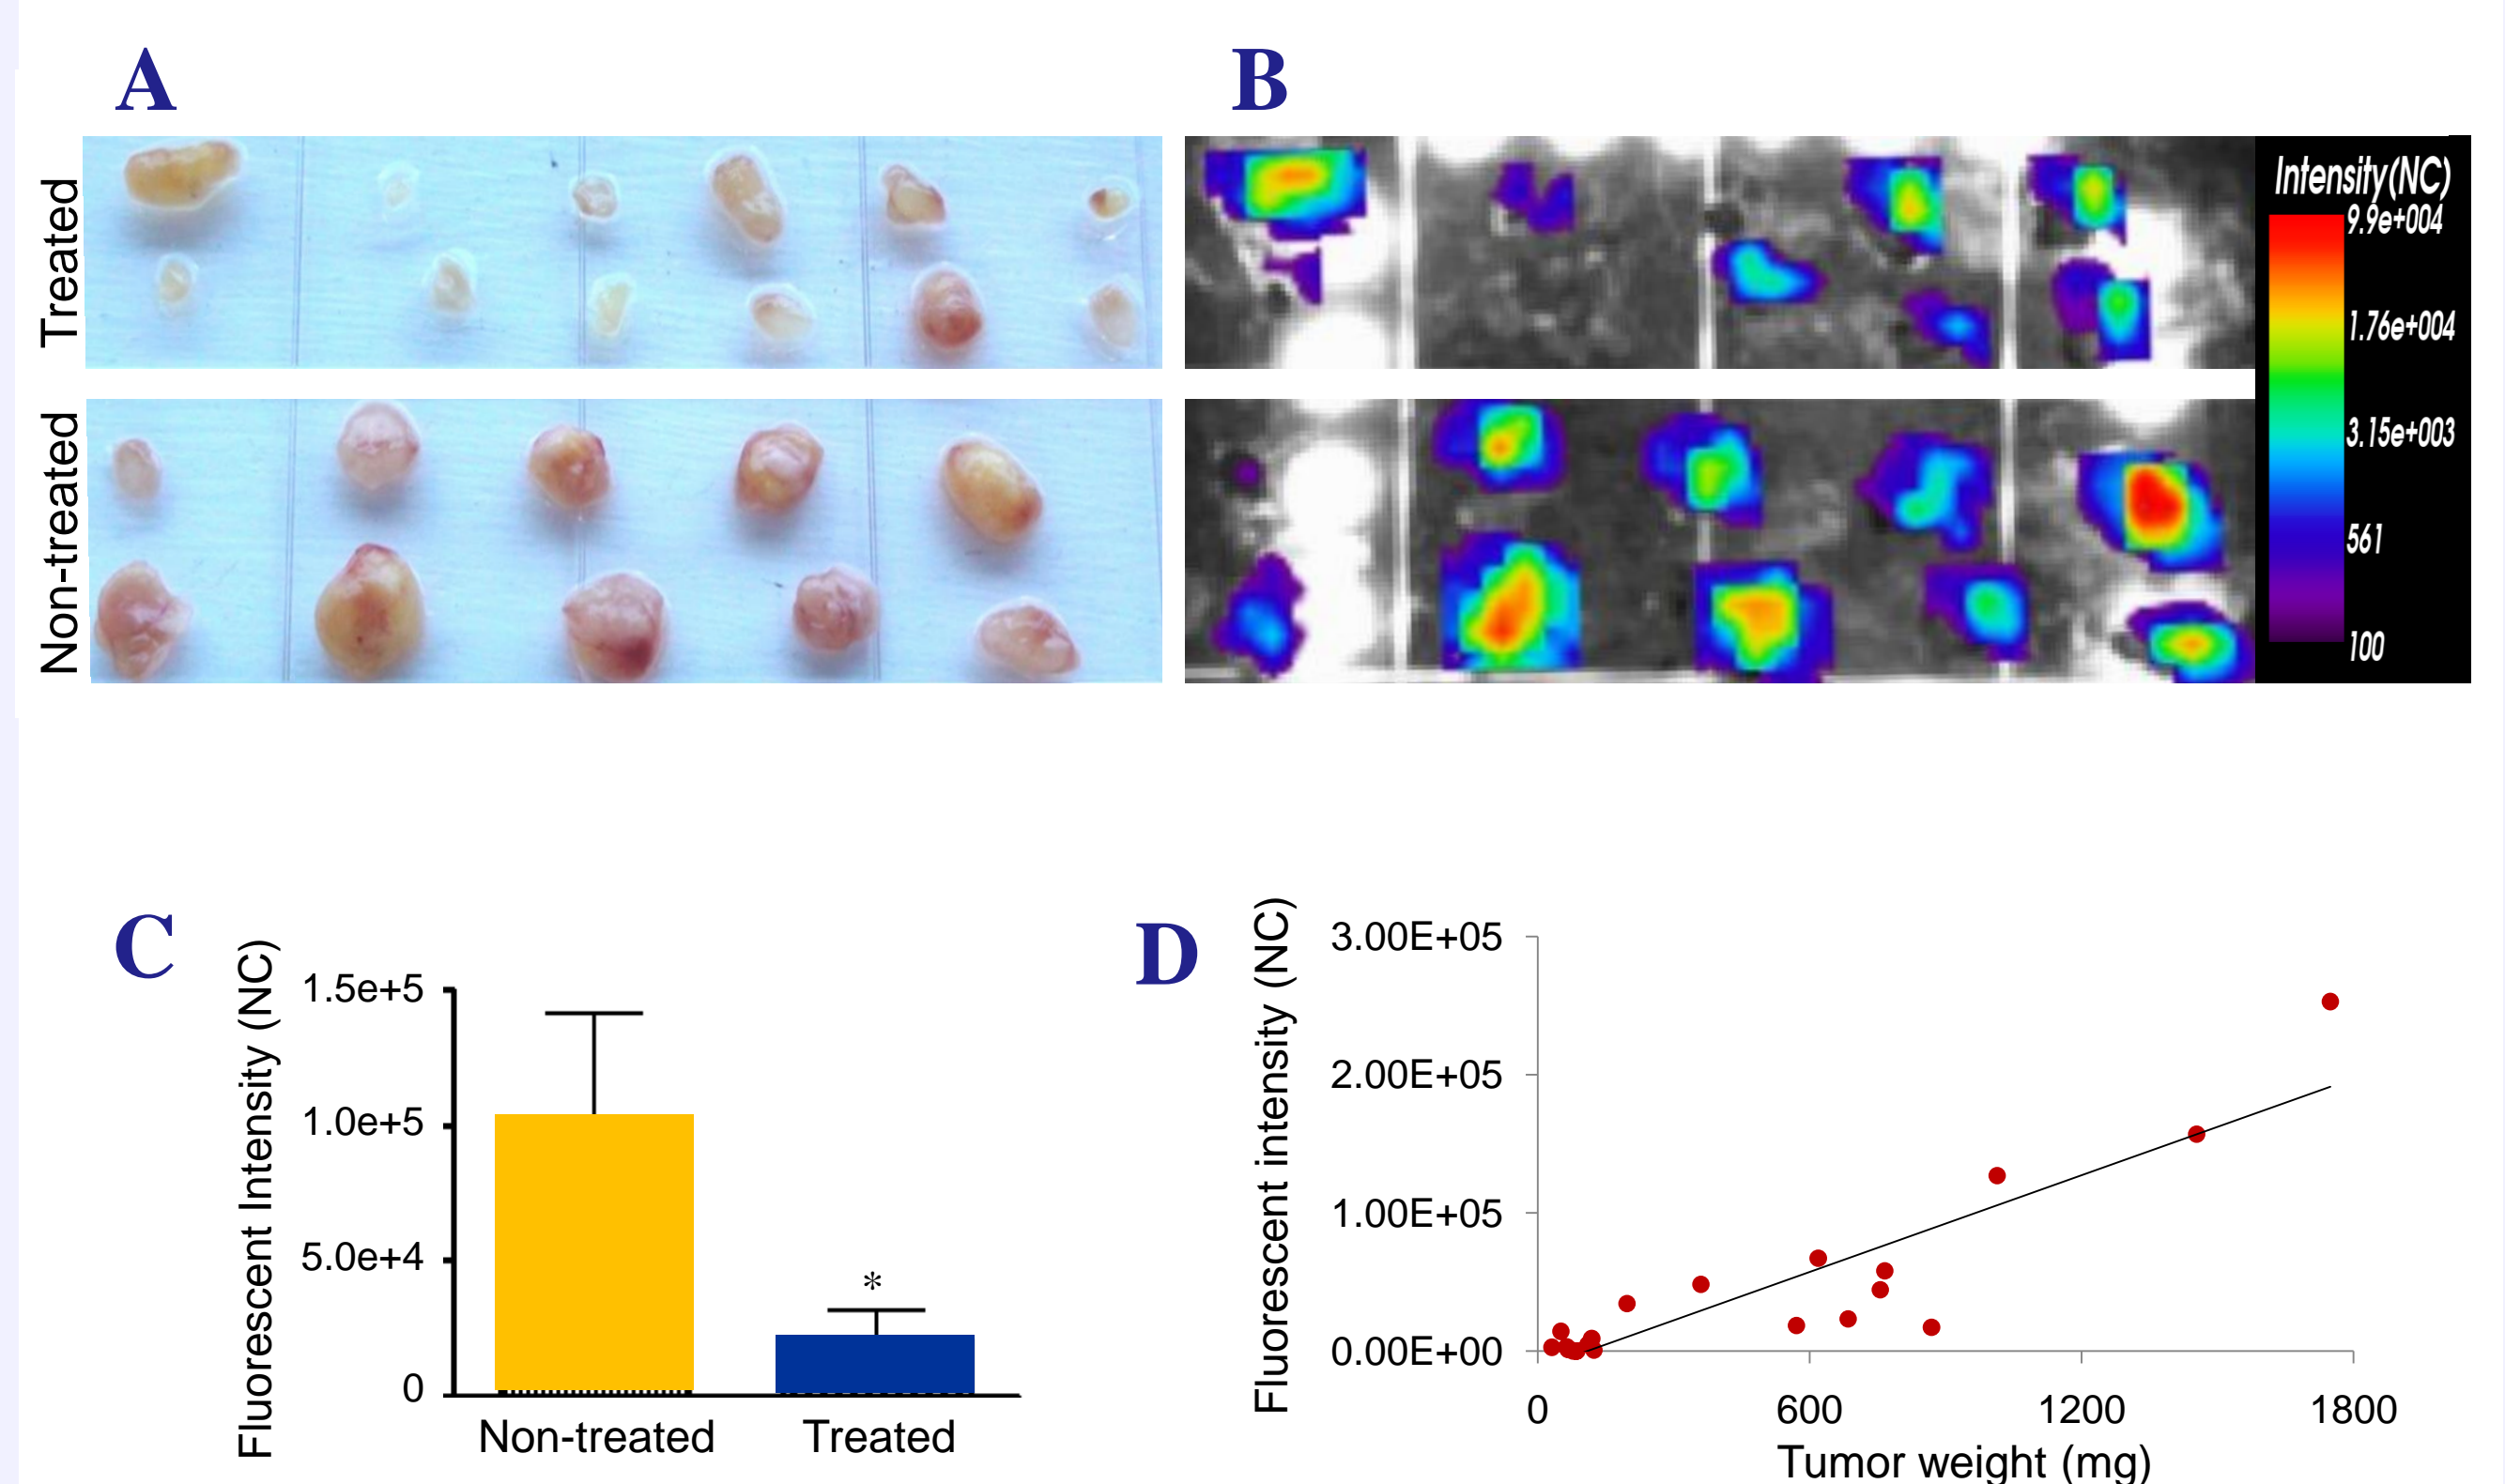 A
B
Treated
Non-treated
Intensity(NC)
9.9e+004
1.76e+004
3.15e+003
561
100
C
Fluorescent Intensity (NC)
1.5e+5
1.0e+5
5.0e+4
0
*
Non-treated
Treated
D
Fluorescent intensity (NC)
3.00E+05
2.00E+05
1.00E+05
0.00E+00
0
600
1200
1800
Tumor weight (mg)